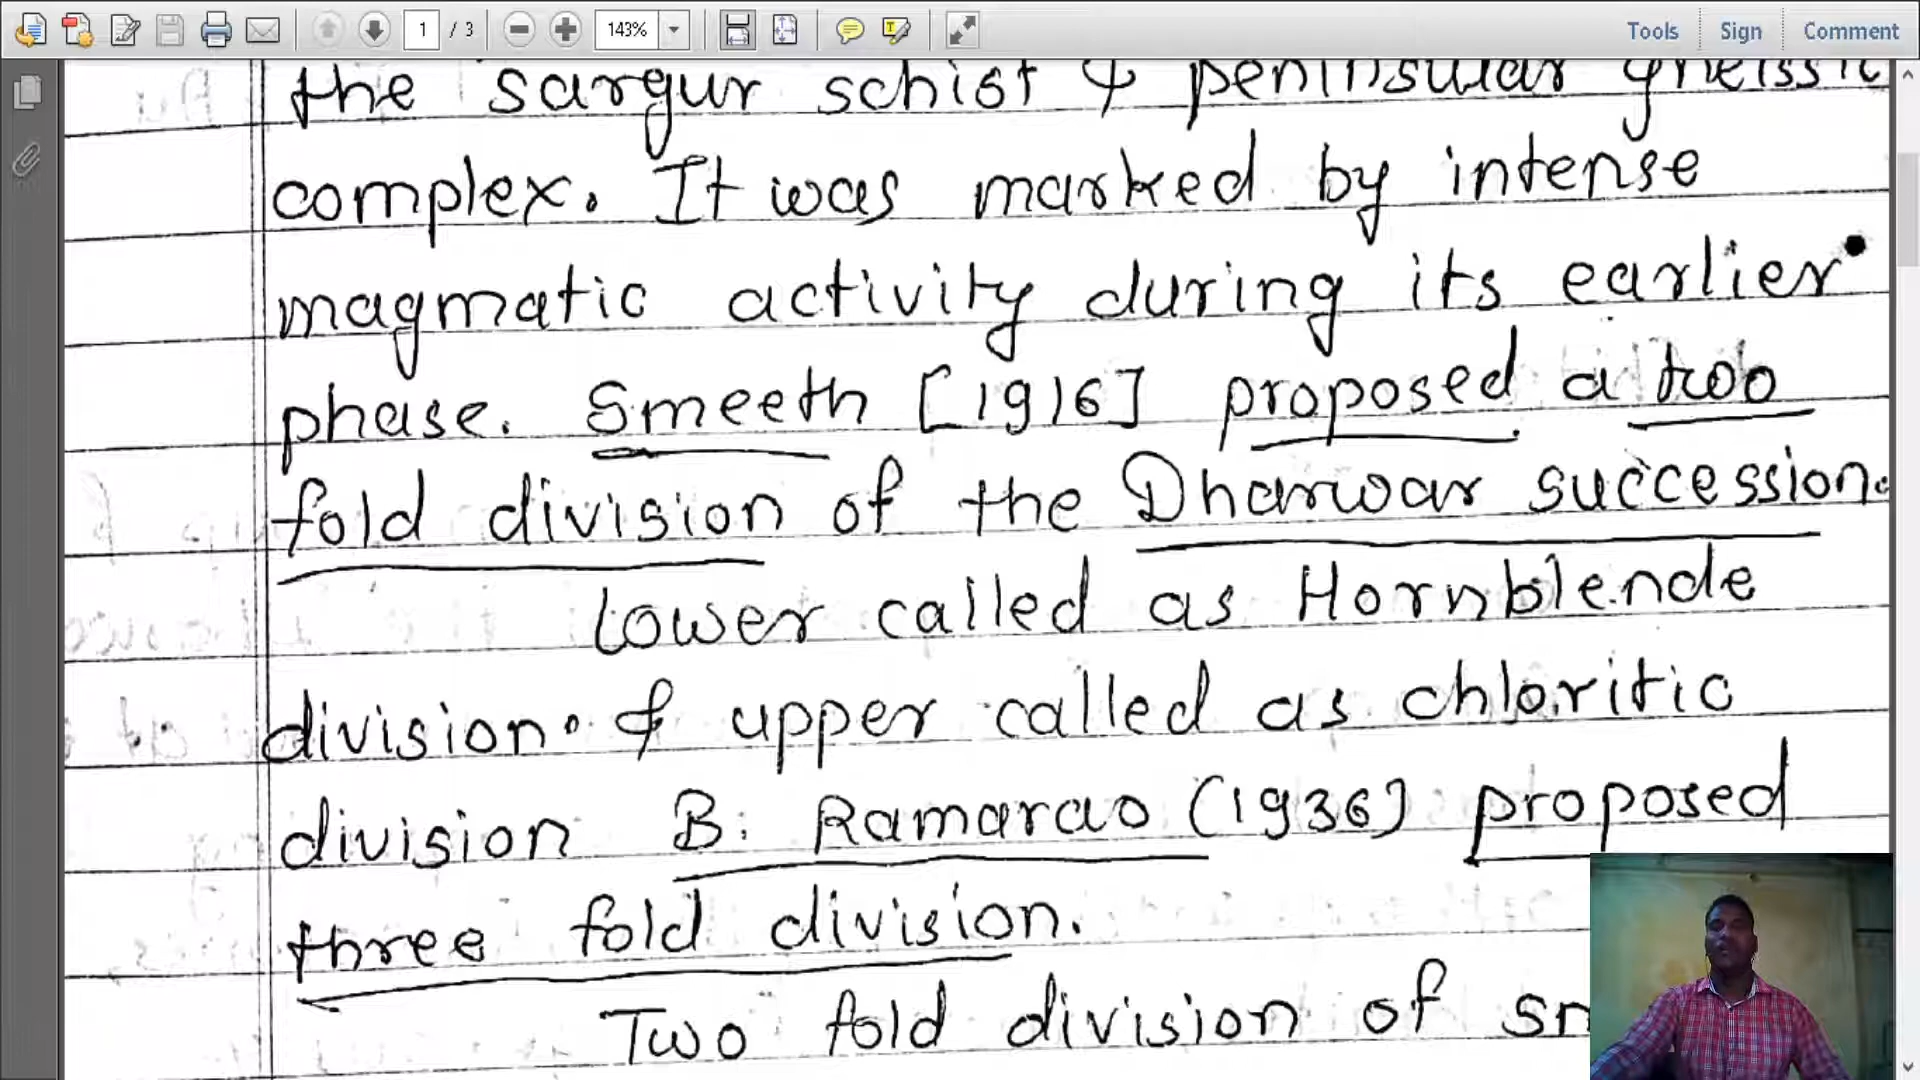 1 / 3 143% Tools Sign Comment
the sargur schist & peninsular gneissic
complex. It was marked by intense
magmatic activity during its earlier
phase. Smeeth [1916] proposed a two
fold division of the Dharwar succession.
Lower called as Hornblende
division. & upper called as chloritic
division B. Ramarao (1936) proposed
three fold division.
Two fold division of